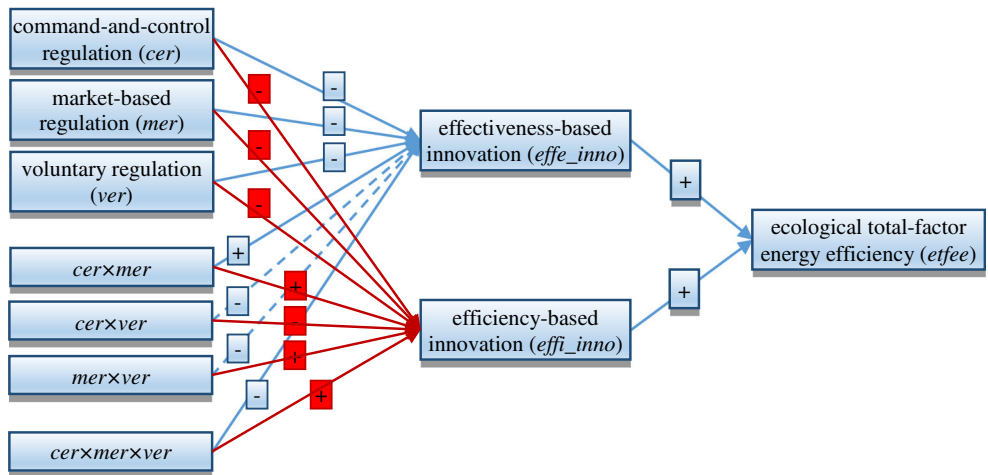 command-and-control
regulation (cer)
market-based
regulation (mer)
voluntary regulation
(ver)
cer×mer
cer×ver
mer×ver
cer×mer×ver
-
-
-
-
-
-
+
+
-
-
-
+
-
+
effectiveness-based
innovation (effe_inno)
efficiency-based
innovation (effi_inno)
+
+
ecological total-factor
energy efficiency (etfee)